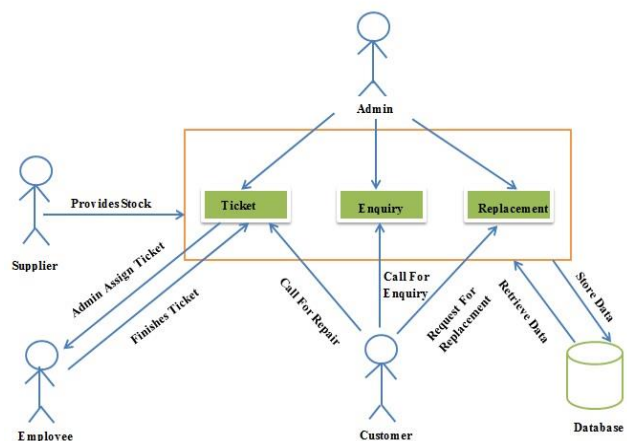 Admin
Provides Stock
Ticket
Enquiry
Replacement
Supplier
Admin Assign Ticket
Finishes Ticket
Call For Repair
Call For
Enquiry
Request For
Replacement
Retrieve Data
Store Data
Employee
Customer
Database